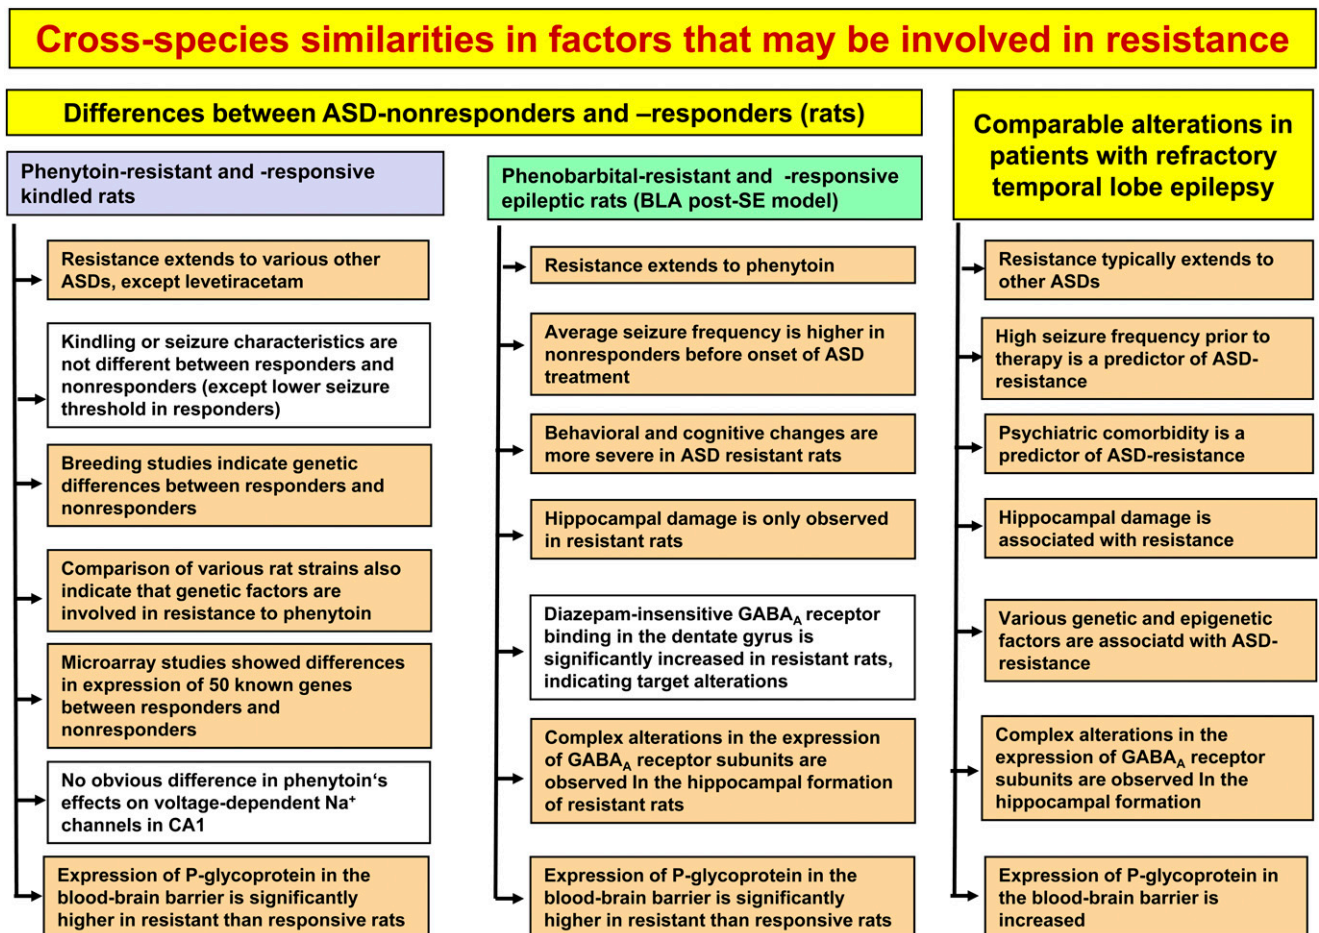 Cross-species similarities in factors that may be involved in resistance
Differences between ASD-nonresponders and –responders (rats)
Phenytoin-resistant and -responsive
kindled rats
Resistance extends to various other
ASDs, except levetiracetam
Kindling or seizure characteristics are
not different between responders and
nonresponders (except lower seizure
threshold in responders)
Breeding studies indicate genetic
differences between responders and
nonresponders
Comparison of various rat strains also
indicate that genetic factors are
involved in resistance to phenytoin
Microarray studies showed differences
in expression of 50 known genes
between responders and
nonresponders
No obvious difference in phenytoin‘s
effects on voltage-dependent Na⁺
channels in CA1
Expression of P-glycoprotein in the
blood-brain barrier is significantly
higher in resistant than responsive rats
Phenobarbital-resistant and -responsive
epileptic rats (BLA post-SE model)
Resistance extends to phenytoin
Average seizure frequency is higher in
nonresponders before onset of ASD
treatment
Behavioral and cognitive changes are
more severe in ASD resistant rats
Hippocampal damage is only observed
in resistant rats
Diazepam-insensitive GABA_A receptor
binding in the dentate gyrus is
significantly increased in resistant rats,
indicating target alterations
Complex alterations in the expression
of GABA_A receptor subunits are
observed In the hippocampal formation
of resistant rats
Expression of P-glycoprotein in the
blood-brain barrier is significantly
higher in resistant than responsive rats
Comparable alterations in
patients with refractory
temporal lobe epilepsy
Resistance typically extends to
other ASDs
High seizure frequency prior to
therapy is a predictor of ASD-
resistance
Psychiatric comorbidity is a
predictor of ASD-resistance
Hippocampal damage is
associated with resistance
Various genetic and epigenetic
factors are associatd with ASD-
resistance
Complex alterations in the
expression of GABA_A receptor
subunits are observed In the
hippocampal formation
Expression of P-glycoprotein in
the blood-brain barrier is
increased